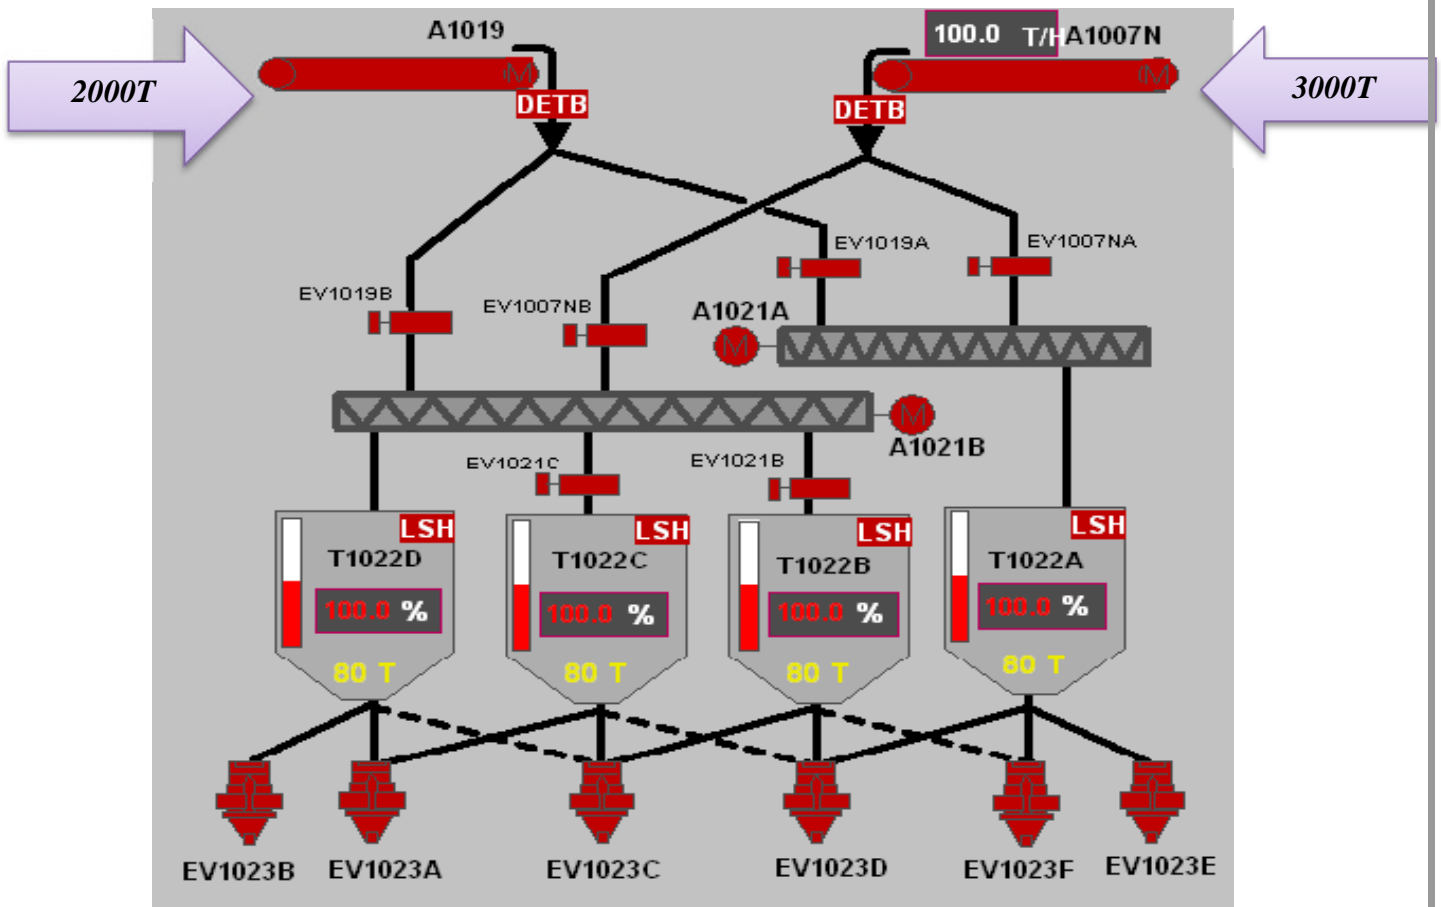 A1019
100.0 T/H A1007N
2000T
3000T
M
M
DETB
DETB
EV1019A
EV1007NA
EV1019B
EV1007NB
A1021A
M
M
A1021B
EV1021C
EV1021B
LSH
LSH
LSH
LSH
T1022D
T1022C
T1022B
T1022A
100.0 %
100.0 %
100.0 %
100.0 %
80 T
80 T
80 T
80 T
EV1023B
EV1023A
EV1023C
EV1023D
EV1023F
EV1023E